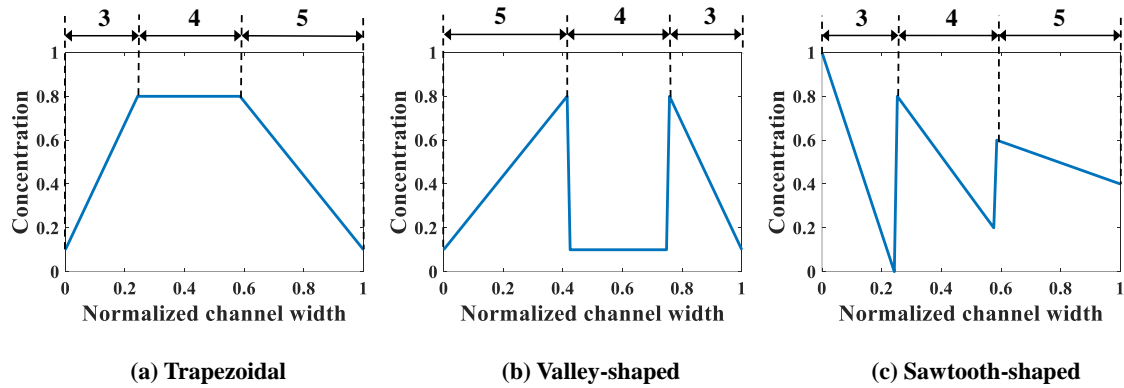 3 4 5
1
0.8
0.6
0.4
0.2
0
Concentration
0 0.2 0.4 0.6 0.8 1
Normalized channel width
(a) Trapezoidal
5 4 3
1
0.8
0.6
0.4
0.2
0
Concentration
0 0.2 0.4 0.6 0.8 1
Normalized channel width
(b) Valley-shaped
3 4 5
1
0.8
0.6
0.4
0.2
0
Concentration
0 0.2 0.4 0.6 0.8 1
Normalized channel width
(c) Sawtooth-shaped